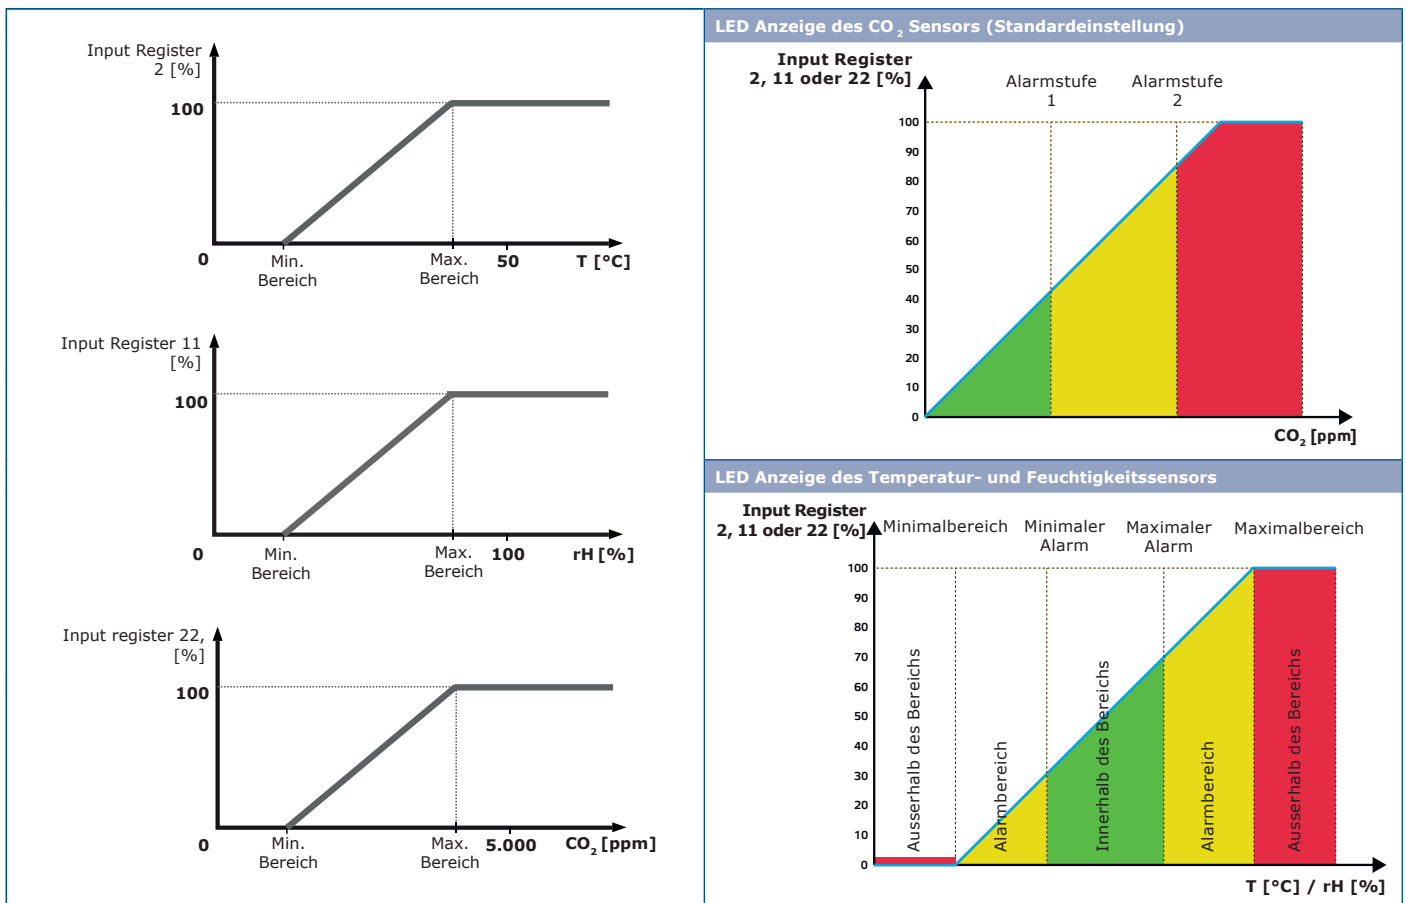 Input Register
2 [%]
100
0
Min.
Bereich
Max.
Bereich
50
T [°C]
Input Register 11
[%]
100
0
Min.
Bereich
Max.
Bereich
100
rH [%]
Input register 22,
[%]
100
0
Min.
Bereich
Max.
Bereich
5.000
CO2 [ppm]
LED Anzeige des CO2 Sensors (Standardeinstellung)
Input Register
2, 11 oder 22 [%]
Alarmstufe
1
Alarmstufe
2
100
90
80
70
60
50
40
30
20
10
0
CO2 [ppm]
LED Anzeige des Temperatur- und Feuchtigkeitssensors
Input Register
2, 11 oder 22 [%]
Minimalbereich
Minimaler
Alarm
Maximaler
Alarm
Maximalbereich
100
90
80
70
60
50
40
30
20
10
0
Ausserhalb des Bereichs
Alarmbereich
Innerhalb des Bereichs
Alarmbereich
Ausserhalb des Bereichs
T [°C] / rH [%]